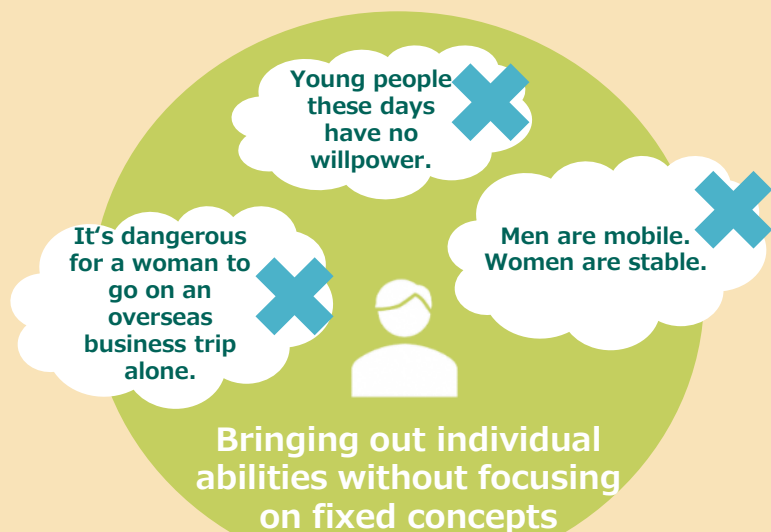 Young people
these days
have no
willpower.
It‘s dangerous
for a woman to
go on an
overseas
business trip
alone.
Men are mobile.
Women are stable.
Bringing out individual
abilities without focusing
on fixed concepts